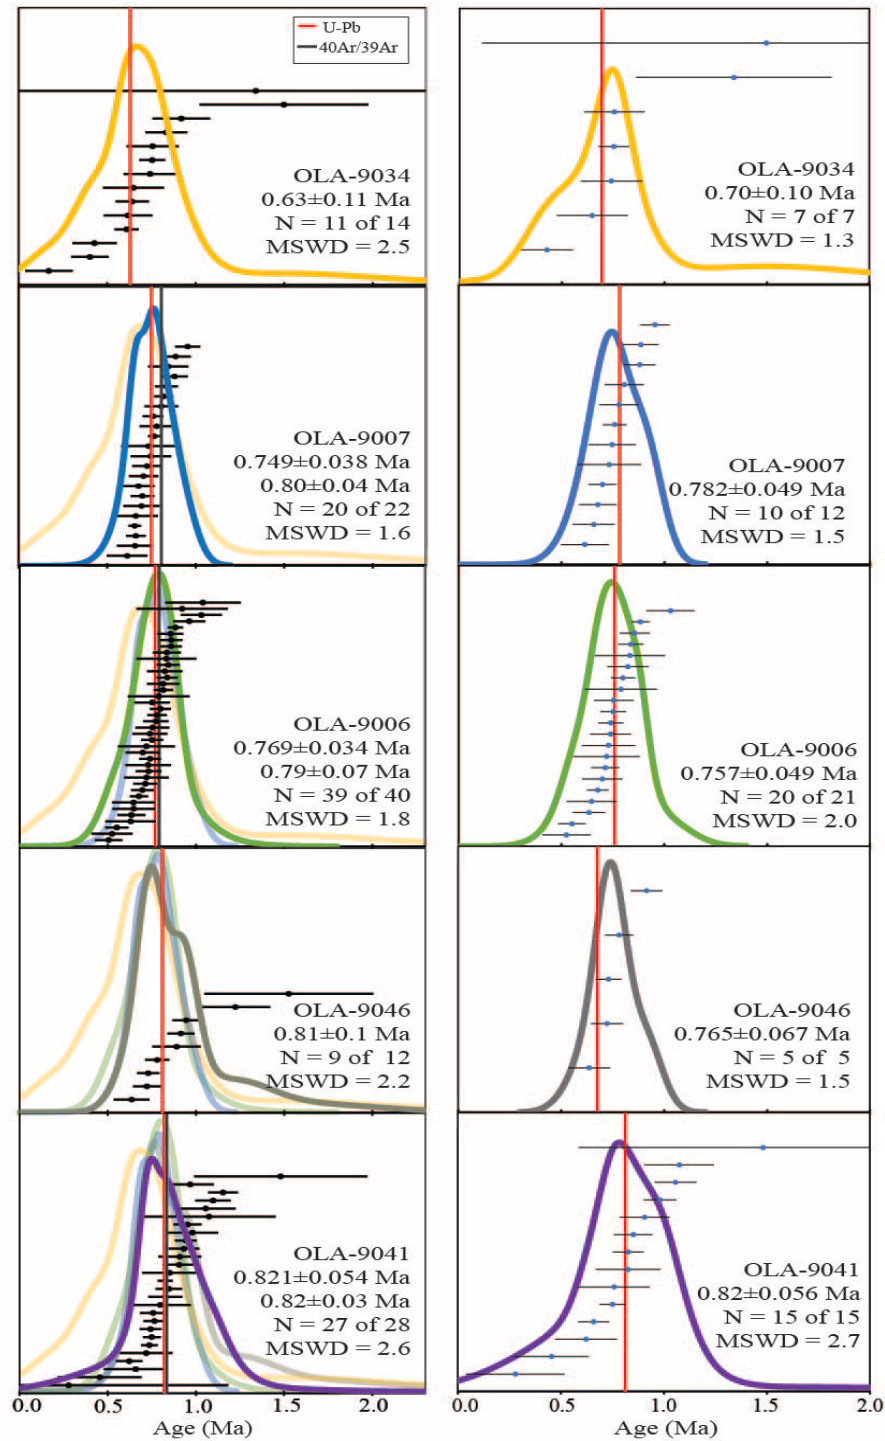 U-Pb
40Ar/39Ar
OLA-9034
0.63±0.11 Ma
N = 11 of 14
MSWD = 2.5
OLA-9034
0.70±0.10 Ma
N = 7 of 7
MSWD = 1.3
OLA-9007
0.749±0.038 Ma
0.80±0.04 Ma
N = 20 of 22
MSWD = 1.6
OLA-9007
0.782±0.049 Ma
N = 10 of 12
MSWD = 1.5
OLA-9006
0.769±0.034 Ma
0.79±0.07 Ma
N = 39 of 40
MSWD = 1.8
OLA-9006
0.757±0.049 Ma
N = 20 of 21
MSWD = 2.0
OLA-9046
0.81±0.1 Ma
N = 9 of 12
MSWD = 2.2
OLA-9046
0.765±0.067 Ma
N = 5 of 5
MSWD = 1.5
OLA-9041
0.821±0.054 Ma
0.82±0.03 Ma
N = 27 of 28
MSWD = 2.6
OLA-9041
0.82±0.056 Ma
N = 15 of 15
MSWD = 2.7
0.0 0.5 1.0 1.5 2.0
Age (Ma)
0.0 0.5 1.0 1.5 2.0
Age (Ma)